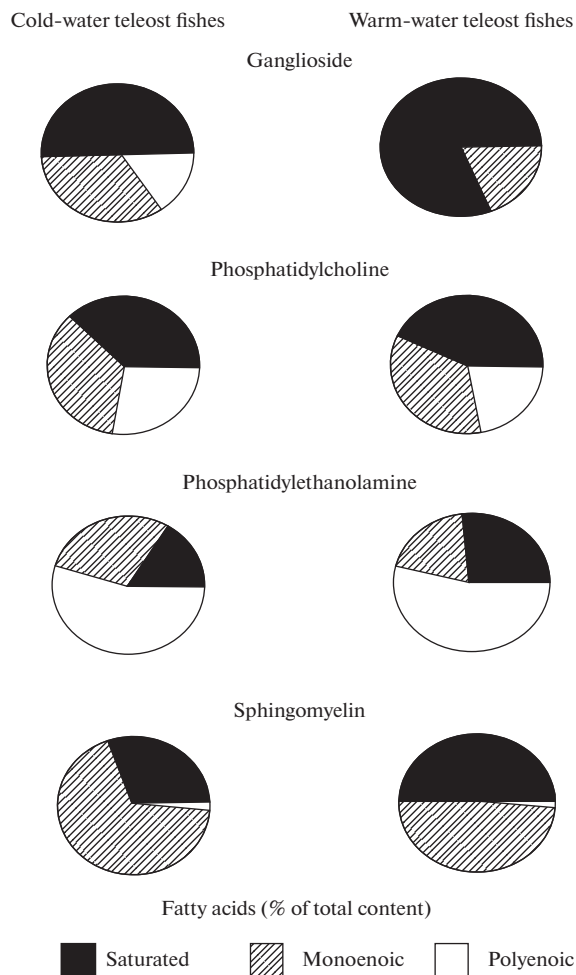 Cold-water teleost fishes
Warm-water teleost fishes
Ganglioside
Phosphatidylcholine
Phosphatidylethanolamine
Sphingomyelin
Fatty acids (% of total content)
Saturated
Monoenoic
Polyenoic